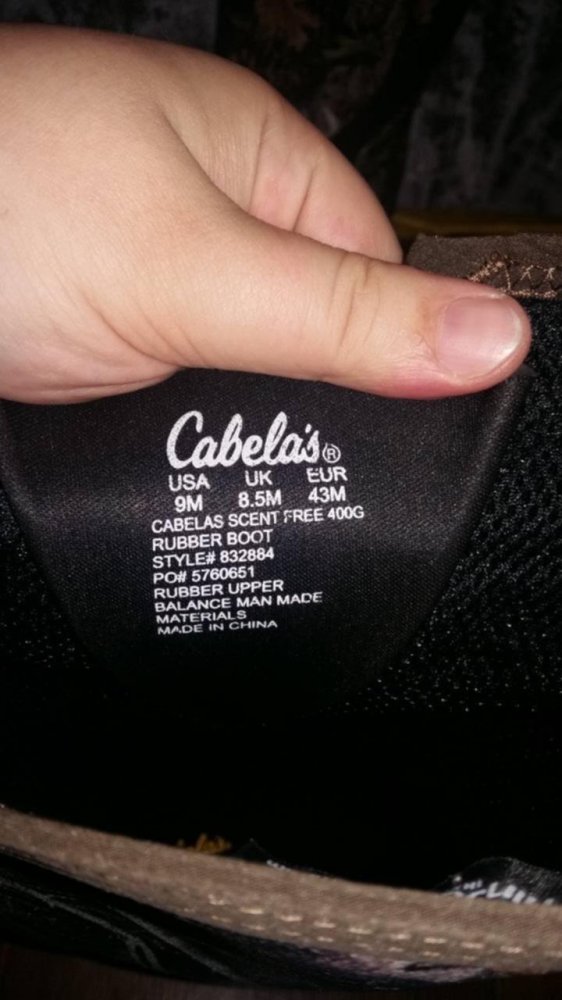 Cabela's®
USA UK EUR
9M 8.5M 43M
CABELAS SCENT FREE 400G
RUBBER BOOT
STYLE# 832884
PO# 5760651
RUBBER UPPER
BALANCE MAN MADE
MATERIALS
MADE IN CHINA